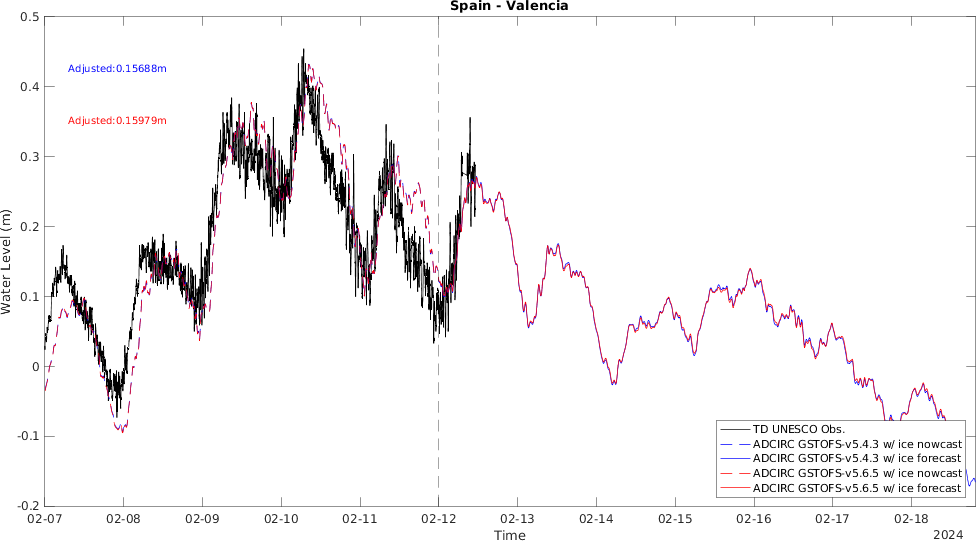 Spain - Valencia
0.5
0.4
0.3
0.2
0.1
0
-0.1
-0.2
Water Level (m)
Adjusted:0.15688m
Adjusted:0.15979m
TD UNESCO Obs.
ADCIRC GSTOFS-v5.4.3 w/ ice nowcast
ADCIRC GSTOFS-v5.4.3 w/ ice forecast
ADCIRC GSTOFS-v5.6.5 w/ ice nowcast
ADCIRC GSTOFS-v5.6.5 w/ ice forecast
02-07 02-08 02-09 02-10 02-11 02-12 02-13 02-14 02-15 02-16 02-17 02-18
Time
2024